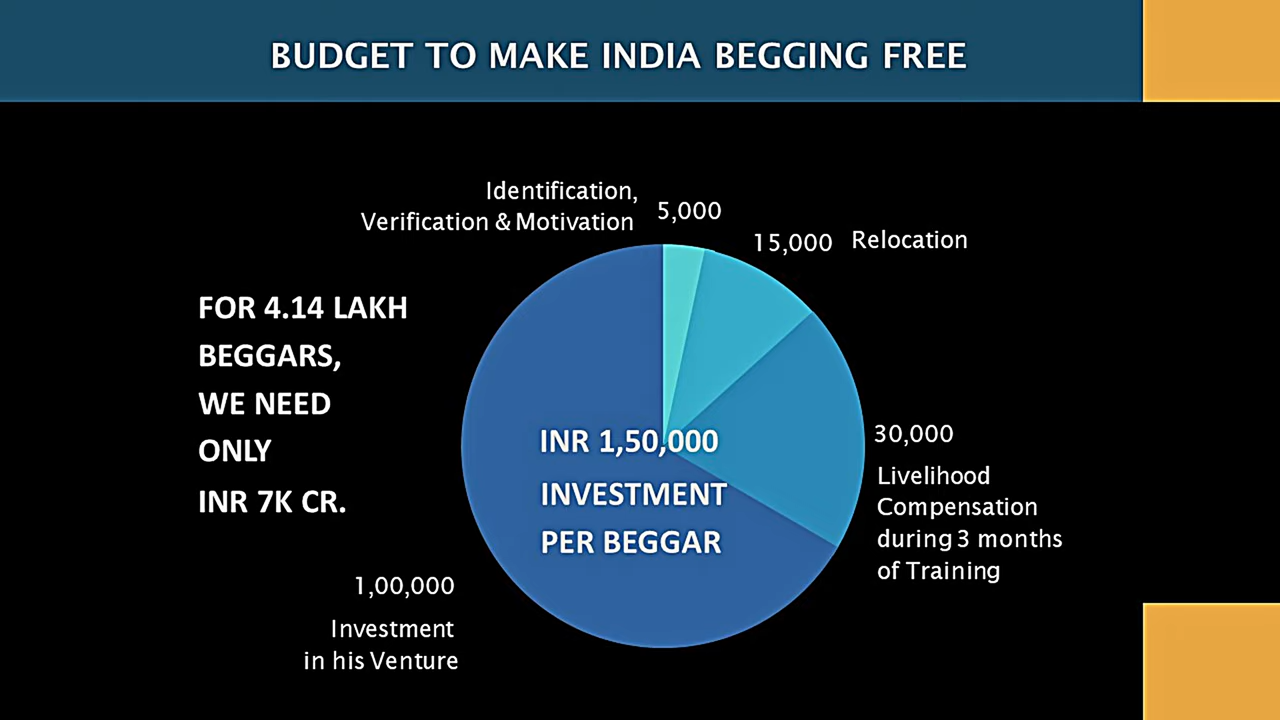 BUDGET TO MAKE INDIA BEGGING FREE
Identification,
Verification & Motivation
5,000
15,000
Relocation
FOR 4.14 LAKH
BEGGARS,
WE NEED
ONLY
INR 7K CR.
INR 1,50,000
INVESTMENT
PER BEGGAR
30,000
Livelihood
Compensation
during 3 months
of Training
1,00,000
Investment
in his Venture